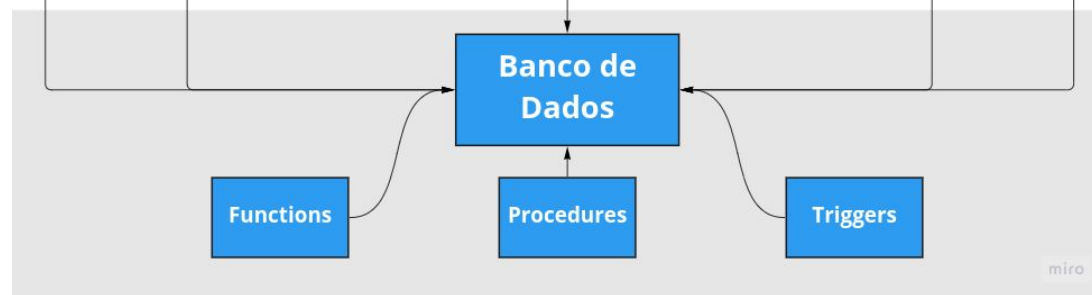 Banco de
Dados
Functions
Procedures
Triggers
miro